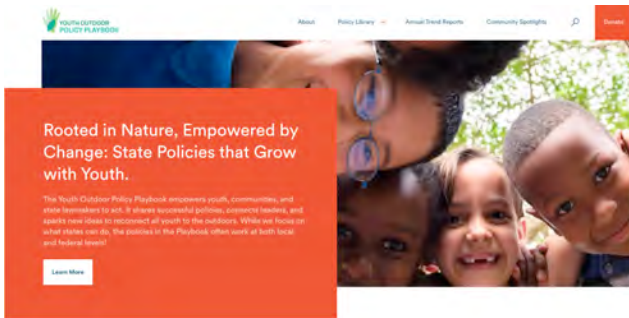 YOUTH OUTDOOR
POLICY PLAYBOOK
About
Policy Library
Annual Trend Reports
Community Spotlights
Donate
Rooted in Nature, Empowered by
Change: State Policies that Grow
with Youth.
The Youth Outdoor Policy Playbook empowers youth, communities, and
state lawmakers to act. It shares successful policies, connects leaders, and
sparks new ideas to reconnect all youth to the outdoors. While we focus on
what states can do, the policies in the Playbook often work at both local
and federal levels!
Learn More